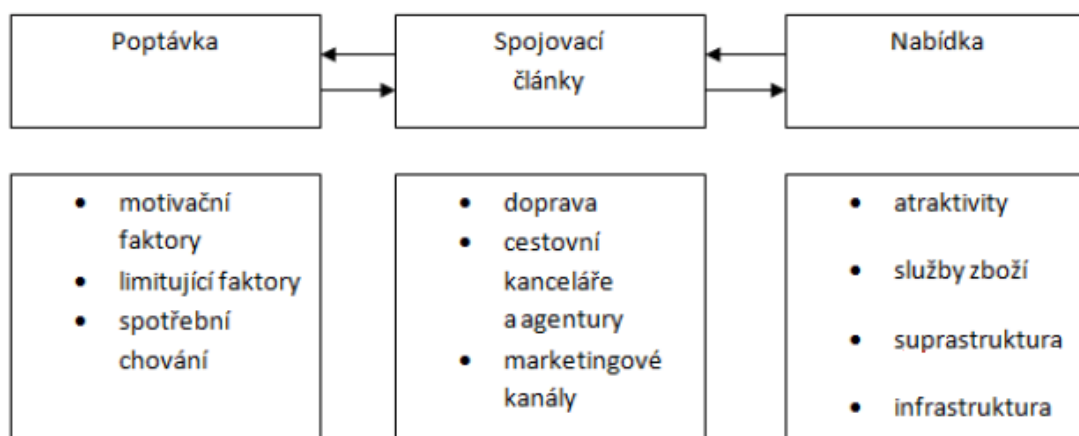 Poptávka
Spojovací
články
Nabídka
• motivační
faktory
• limitující faktory
• spotřební
chování
• doprava
• cestovní
kanceláře
a agentury
• marketingové
kanály
• atraktivity
• služby zboží
• suprastruktura
• infrastruktura